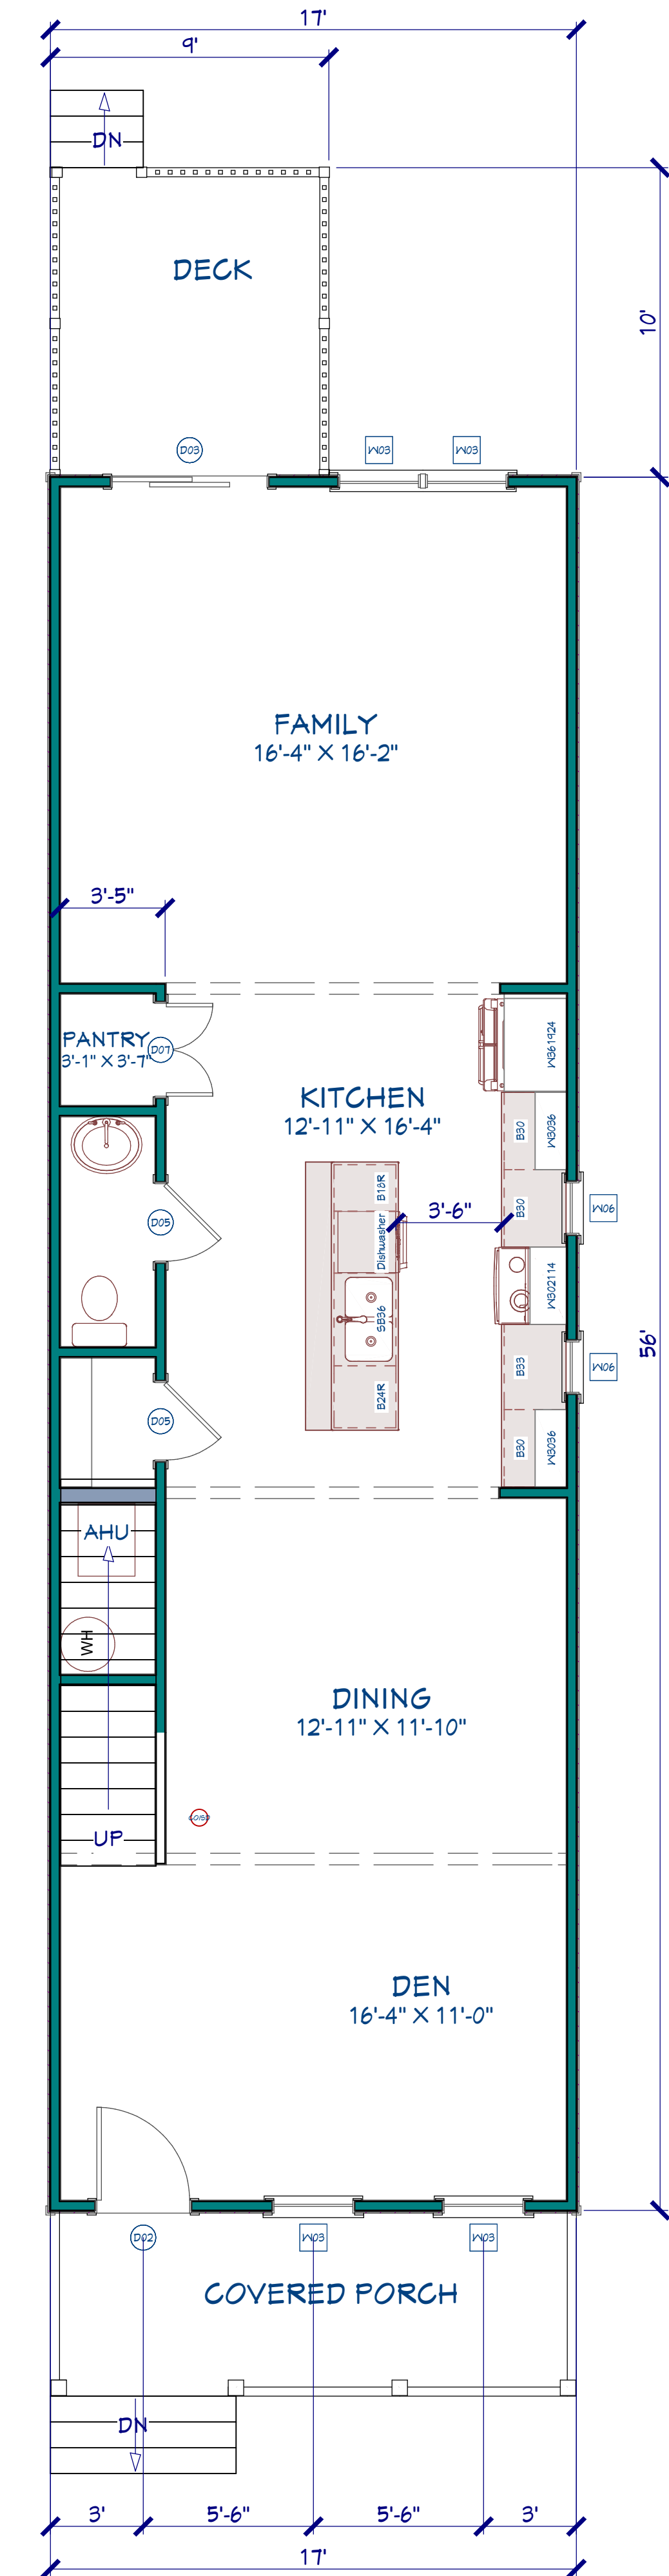 17'
9'
DN
DECK
10'
D03
W03
W03
FAMILY
16'-4" X 16'-2"
3'-5"
PANTRY
3'-1" X 3'-7"
D07
W361924
KITCHEN
12'-11" X 16'-4"
B30
W3036
B18R
D05
Dishwasher
3'-6"
B30
W06
W302114
SB36
56'
B33
W06
B24R
D05
B30
W3036
AHU
WH
DINING
12'-11" X 11'-10"
UP
DEN
16'-4" X 11'-0"
D02
W03
W03
COVERED PORCH
DN
3'
5'-6"
5'-6"
3'
17'